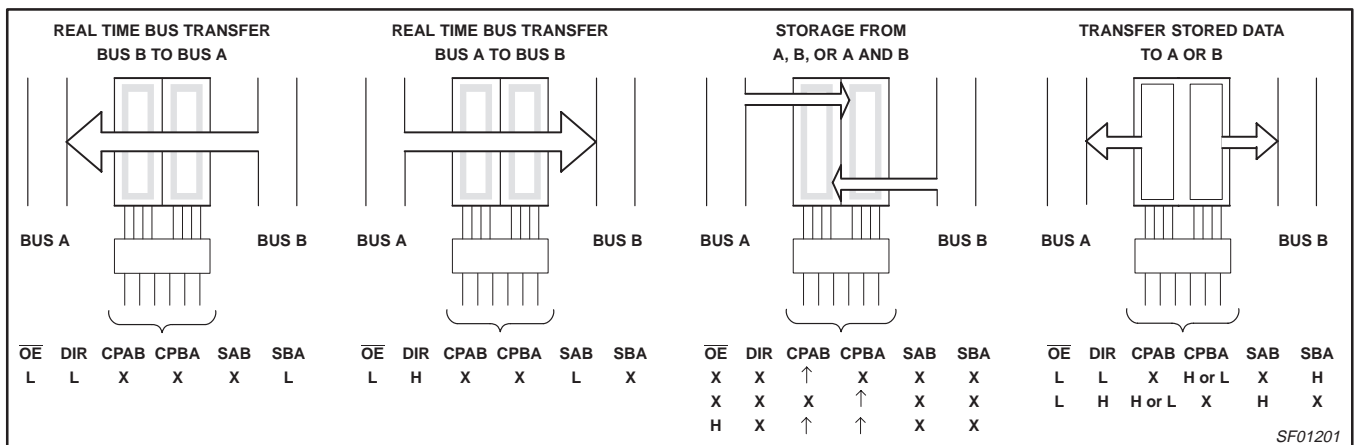 REAL TIME BUS TRANSFER
BUS B TO BUS A
BUS A
BUS B
OE DIR CPAB CPBA SAB SBA
L L X X X L
REAL TIME BUS TRANSFER
BUS A TO BUS B
BUS A
BUS B
OE DIR CPAB CPBA SAB SBA
L H X X L X
STORAGE FROM
A, B, OR A AND B
BUS A
BUS B
OE DIR CPAB CPBA SAB SBA
X X ↑ X X X
X X X ↑ X X
H X ↑ ↑ X X
TRANSFER STORED DATA
TO A OR B
BUS A
BUS B
OE DIR CPAB CPBA SAB SBA
L L X H or L X H
L H H or L X H X
SF01201